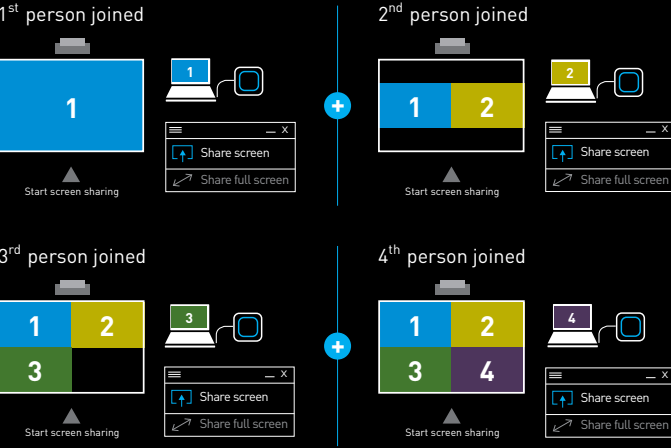 1st person joined
1
1
_ X
Share screen
Share full screen
Start screen sharing
+
2nd person joined
1 2
2
_ X
Share screen
Share full screen
Start screen sharing
3rd person joined
1 2
3
3
_ X
Share screen
Share full screen
Start screen sharing
+
4th person joined
1 2
3 4
4
_ X
Share screen
Share full screen
Start screen sharing